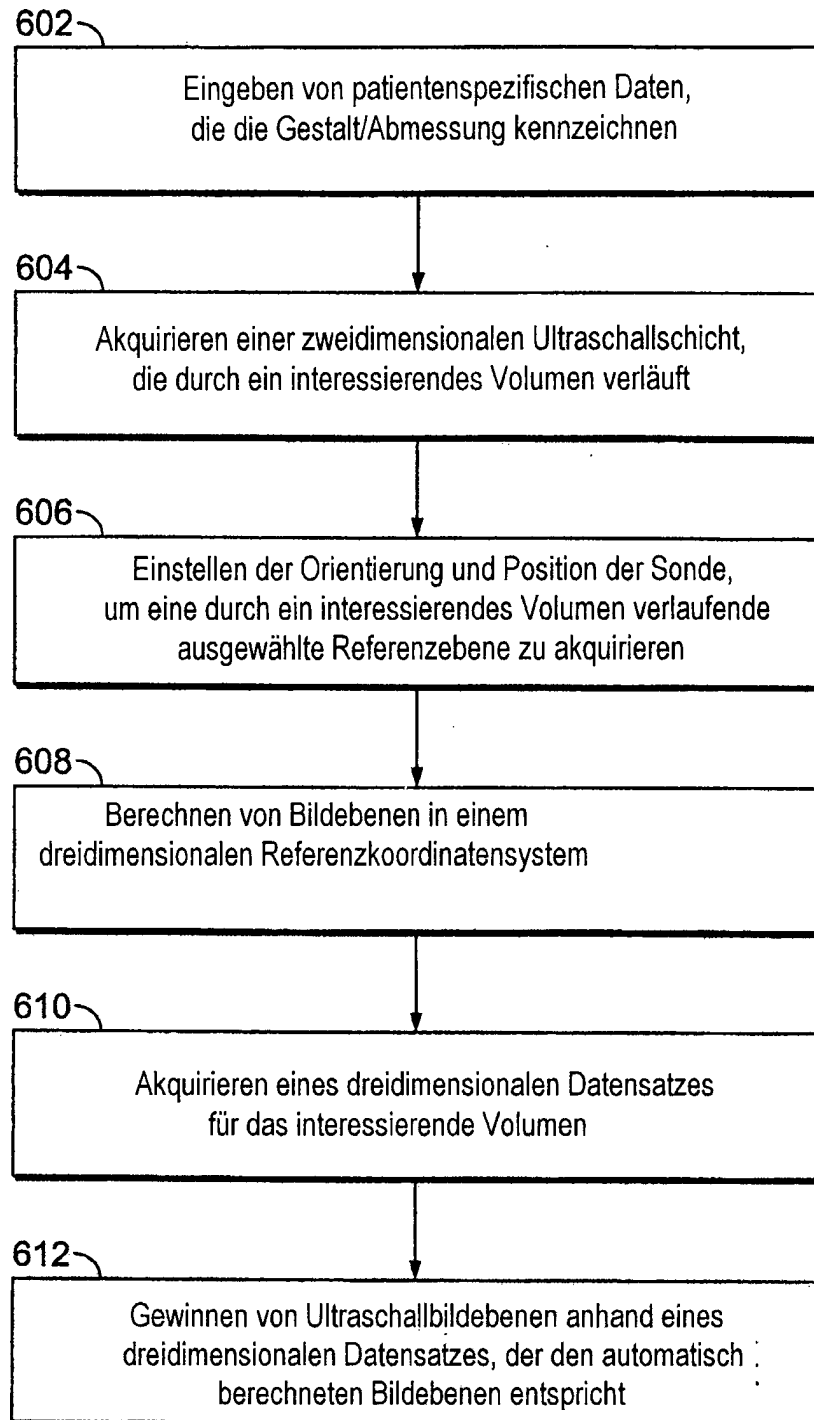 602
Eingeben von patientenspezifischen Daten,
die die Gestalt/Abmessung kennzeichnen
604
Akquirieren einer zweidimensionalen Ultraschallschicht,
die durch ein interessierendes Volumen verläuft
606
Einstellen der Orientierung und Position der Sonde,
um eine durch ein interessierendes Volumen verlaufende
ausgewählte Referenzebene zu akquirieren
608
Berechnen von Bildebenen in einem
dreidimensionalen Referenzkoordinatensystem
610
Akquirieren eines dreidimensionalen Datensatzes
für das interessierende Volumen
612
Gewinnen von Ultraschallbildebenen anhand eines
dreidimensionalen Datensatzes, der den automatisch
berechneten Bildebenen entspricht